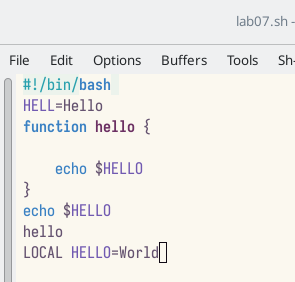 lab07.sh -
File Edit Options Buffers Tools Sh-
#!/bin/bash
HELL=Hello
function hello {
    echo $HELLO
}
echo $HELLO
hello
LOCAL HELLO=World